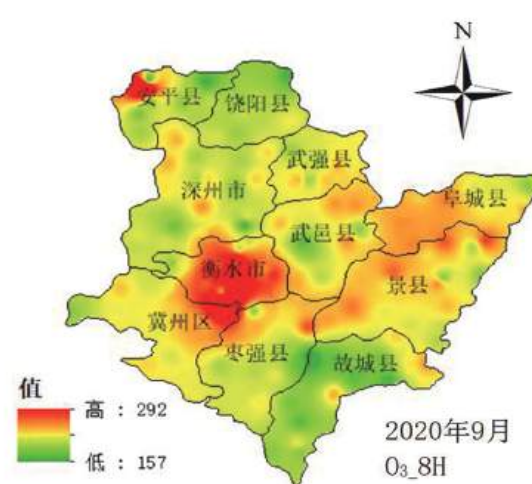 N
安平县
饶阳县
深州市
武强县
阜城县
武邑县
衡水市
景县
冀州区
枣强县
故城县
值
高 : 292
低 : 157
2020年9月
O₃_8H